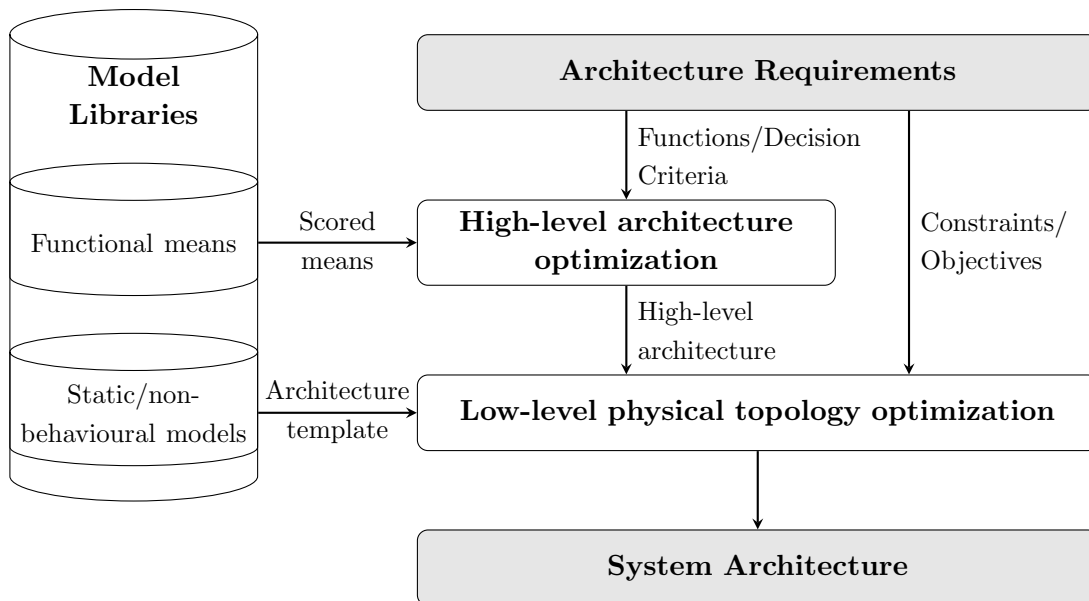 Model
Libraries
Functional means
Static/non-
behavioural models
Scored
means
Architecture
template
Architecture Requirements
Functions/Decision
Criteria
Constraints/
Objectives
High-level architecture
optimization
High-level
architecture
Low-level physical topology optimization
System Architecture